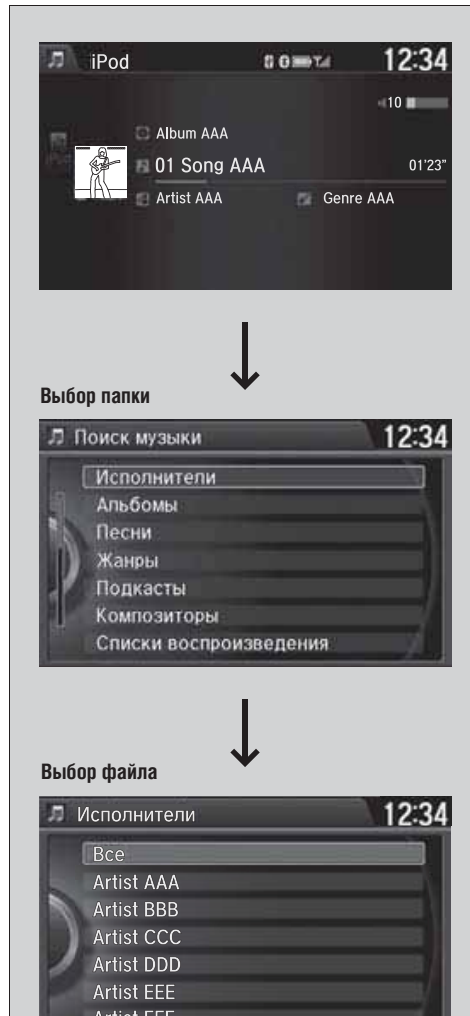 iPod 12:34
10
Album AAA
01 Song AAA 01'23"
Artist AAA Genre AAA
Выбор папки
Поиск музыки 12:34
Исполнители
Альбомы
Песни
Жанры
Подкасты
Композиторы
Списки воспроизведения
Выбор файла
Исполнители 12:34
Все
Artist AAA
Artist BBB
Artist CCC
Artist DDD
Artist EEE